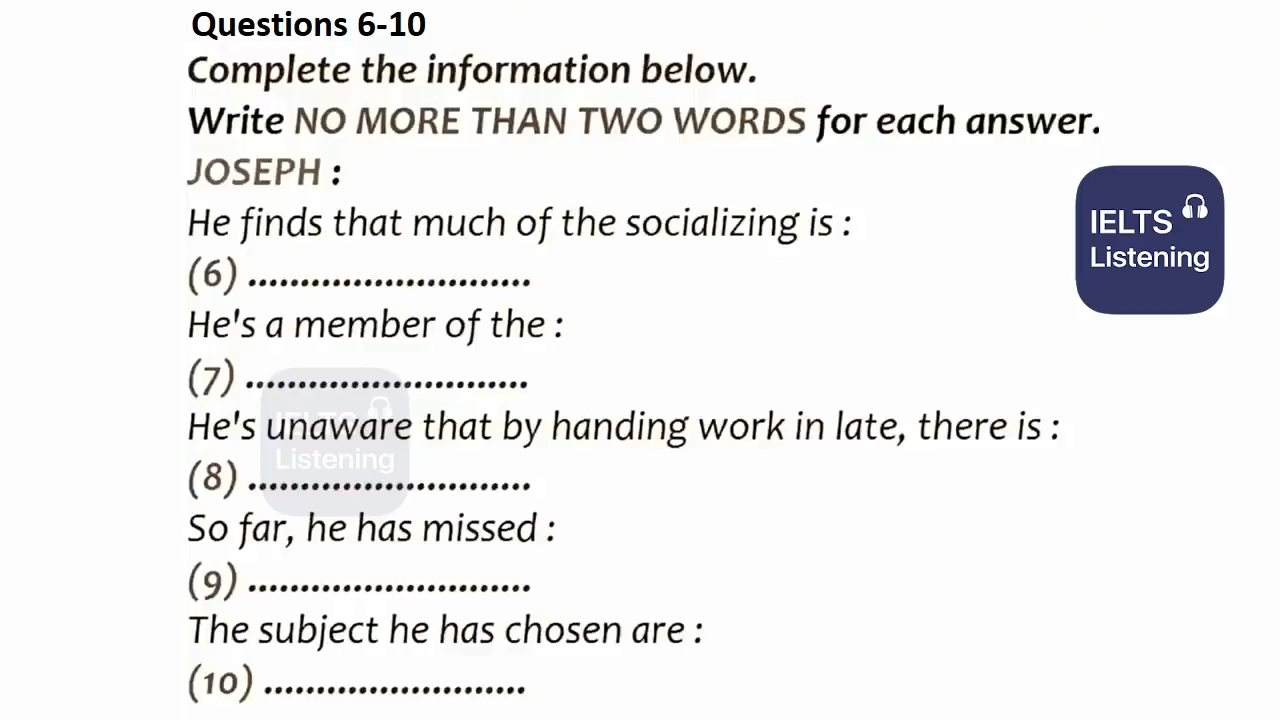 Questions 6-10
Complete the information below.
Write NO MORE THAN TWO WORDS for each answer.
JOSEPH :
He finds that much of the socializing is :
(6) ...........................
He's a member of the :
(7) ...........................
He's unaware that by handing work in late, there is :
(8) ...........................
So far, he has missed :
(9) ...........................
The subject he has chosen are :
(10) .........................
IELTS
Listening
IELTS
Listening